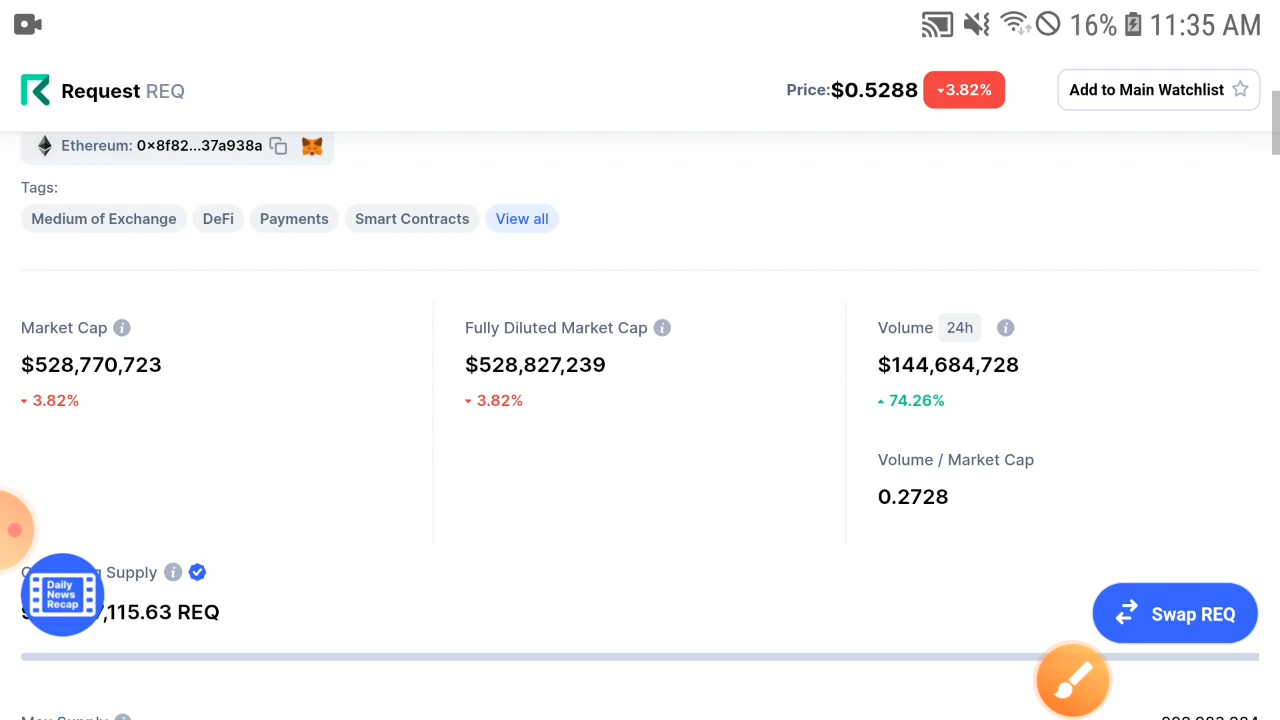 16% 11:35 AM
Request REQ
Price:$0.5288 3.82%
Add to Main Watchlist
Ethereum: 0x8f82...37a938a
Tags:
Medium of Exchange DeFi Payments Smart Contracts View all
Market Cap
$528,770,723
3.82%
Fully Diluted Market Cap
$528,827,239
3.82%
Volume 24h
$144,684,728
74.26%
Volume / Market Cap
0.2728
Supply
Daily
News
Recap
,115.63 REQ
Swap REQ